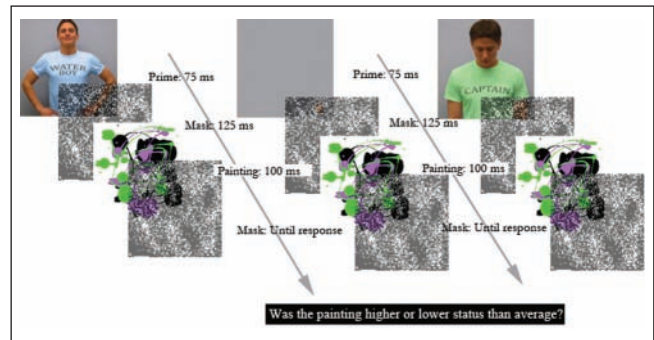 WATER
BOY
CAPTAIN
Prime: 75 ms
Prime: 75 ms
Mask: 125 ms
Mask: 125 ms
Painting: 100 ms
Painting: 100 ms
Mask: Until response
Mask: Until response
Was the painting higher or lower status than average?